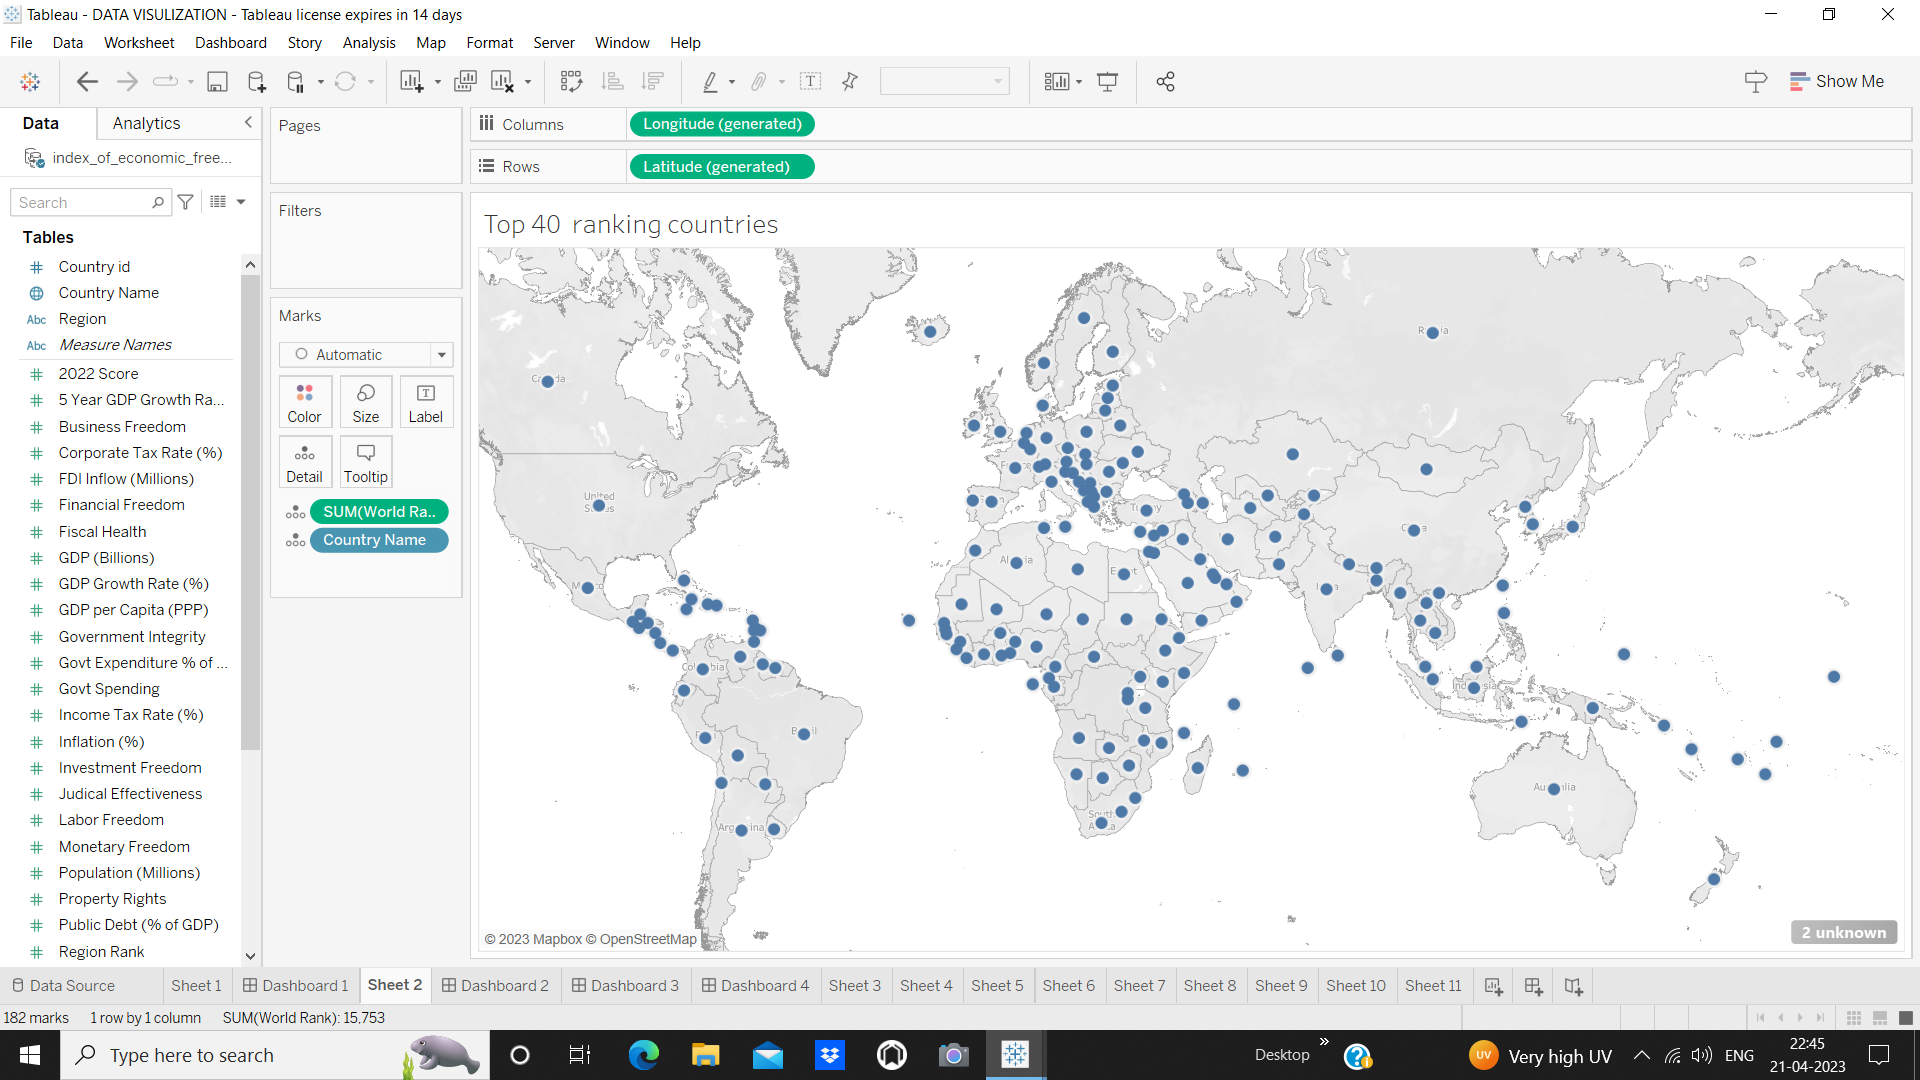 Tableau - DATA VISULIZATION - Tableau license expires in 14 days
File Data Worksheet Dashboard Story Analysis Map Format Server Window Help
Show Me
Data Analytics
index_of_economic_free...
Search
Tables
Country id
Country Name
Abc Region
Abc Measure Names
2022 Score
5 Year GDP Growth Ra...
Business Freedom
Corporate Tax Rate (%)
FDI Inflow (Millions)
Financial Freedom
Fiscal Health
GDP (Billions)
GDP Growth Rate (%)
GDP per Capita (PPP)
Government Integrity
Govt Expenditure % of ...
Govt Spending
Income Tax Rate (%)
Inflation (%)
Investment Freedom
Judical Effectiveness
Labor Freedom
Monetary Freedom
Population (Millions)
Property Rights
Public Debt (% of GDP)
Region Rank
Pages
Filters
Marks
Automatic
Color Size Label
Detail Tooltip
SUM(World Ra..
Country Name
Columns Longitude (generated)
Rows Latitude (generated)
Top 40 ranking countries
United
South
© 2023 Mapbox © OpenStreetMap
2 unknown
Data Source Sheet 1 Dashboard 1 Sheet 2 Dashboard 2 Dashboard 3 Dashboard 4 Sheet 3 Sheet 4 Sheet 5 Sheet 6 Sheet 7 Sheet 8 Sheet 9 Sheet 10 Sheet 11
182 marks 1 row by 1 column SUM(World Rank): 15,753
Type here to search
Desktop
UV Very high UV
ENG
22:45
21-04-2023